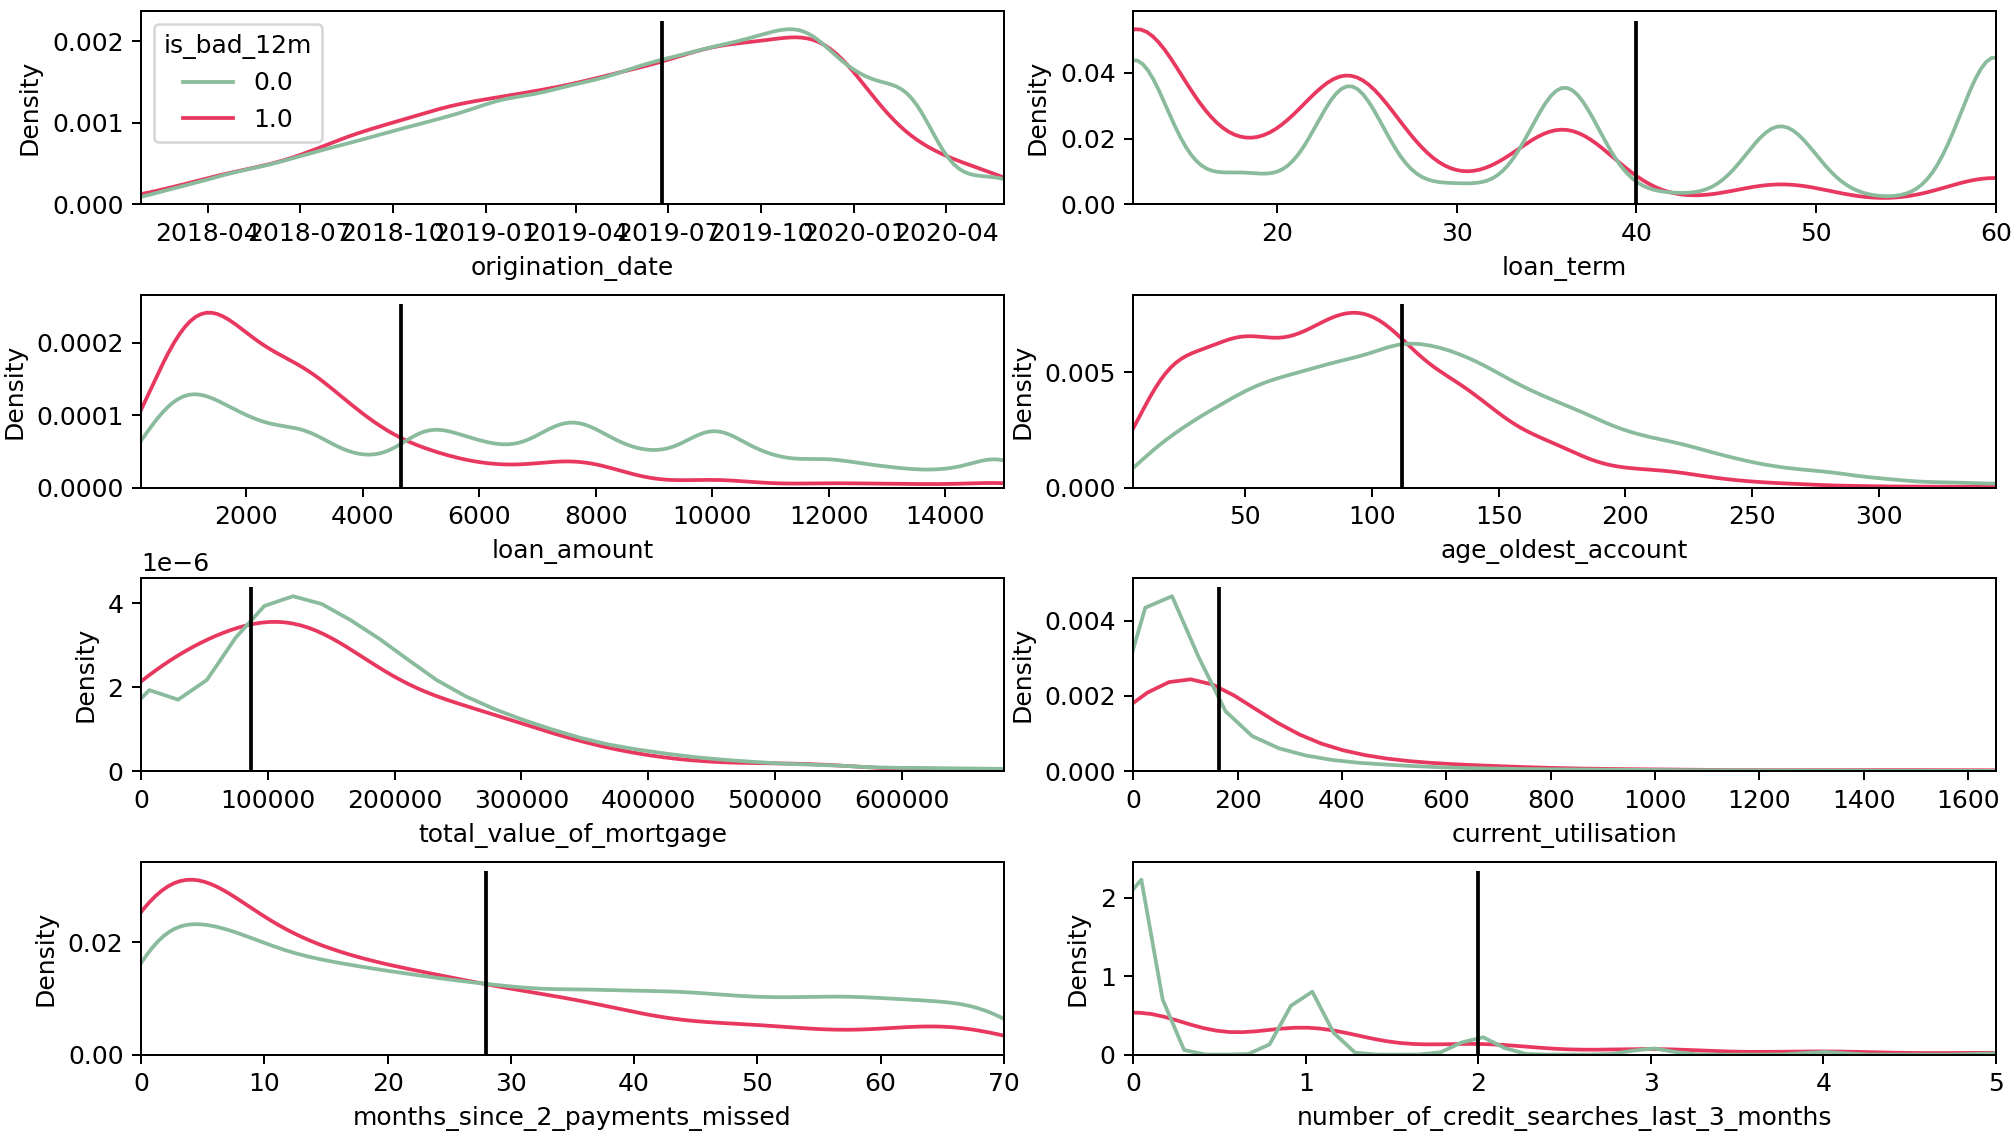 is_bad_12m
0.0
1.0
Density
0.002
0.001
0.000
2018-04 2018-07 2018-10 2019-01 2019-04 2019-07 2019-10 2020-01 2020-04
origination_date
Density
0.04
0.02
0.00
20 30 40 50 60
loan_term
Density
0.0002
0.0001
0.0000
2000 4000 6000 8000 10000 12000 14000
loan_amount
Density
0.005
0.000
50 100 150 200 250 300
age_oldest_account
1e−6
Density
4
2
0
0 100000 200000 300000 400000 500000 600000
total_value_of_mortgage
Density
0.004
0.002
0.000
0 200 400 600 800 1000 1200 1400 1600
current_utilisation
Density
0.02
0.00
0 10 20 30 40 50 60 70
months_since_2_payments_missed
Density
2
1
0
0 1 2 3 4 5
number_of_credit_searches_last_3_months